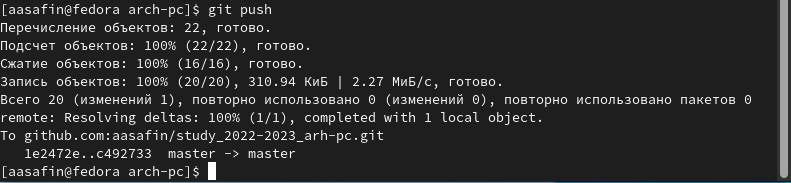 [aasafin@fedora arch-pc]$ git push
Перечисление объектов: 22, готово.
Подсчет объектов: 100% (22/22), готово.
Сжатие объектов: 100% (16/16), готово.
Запись объектов: 100% (20/20), 310.94 КиБ | 2.27 МиБ/с, готово.
Всего 20 (изменений 1), повторно использовано 0 (изменений 0), повторно использовано пакетов 0
remote: Resolving deltas: 100% (1/1), completed with 1 local object.
To github.com:aasafin/study_2022-2023_arh-pc.git
   1e2472e..c492733  master -> master
[aasafin@fedora arch-pc]$